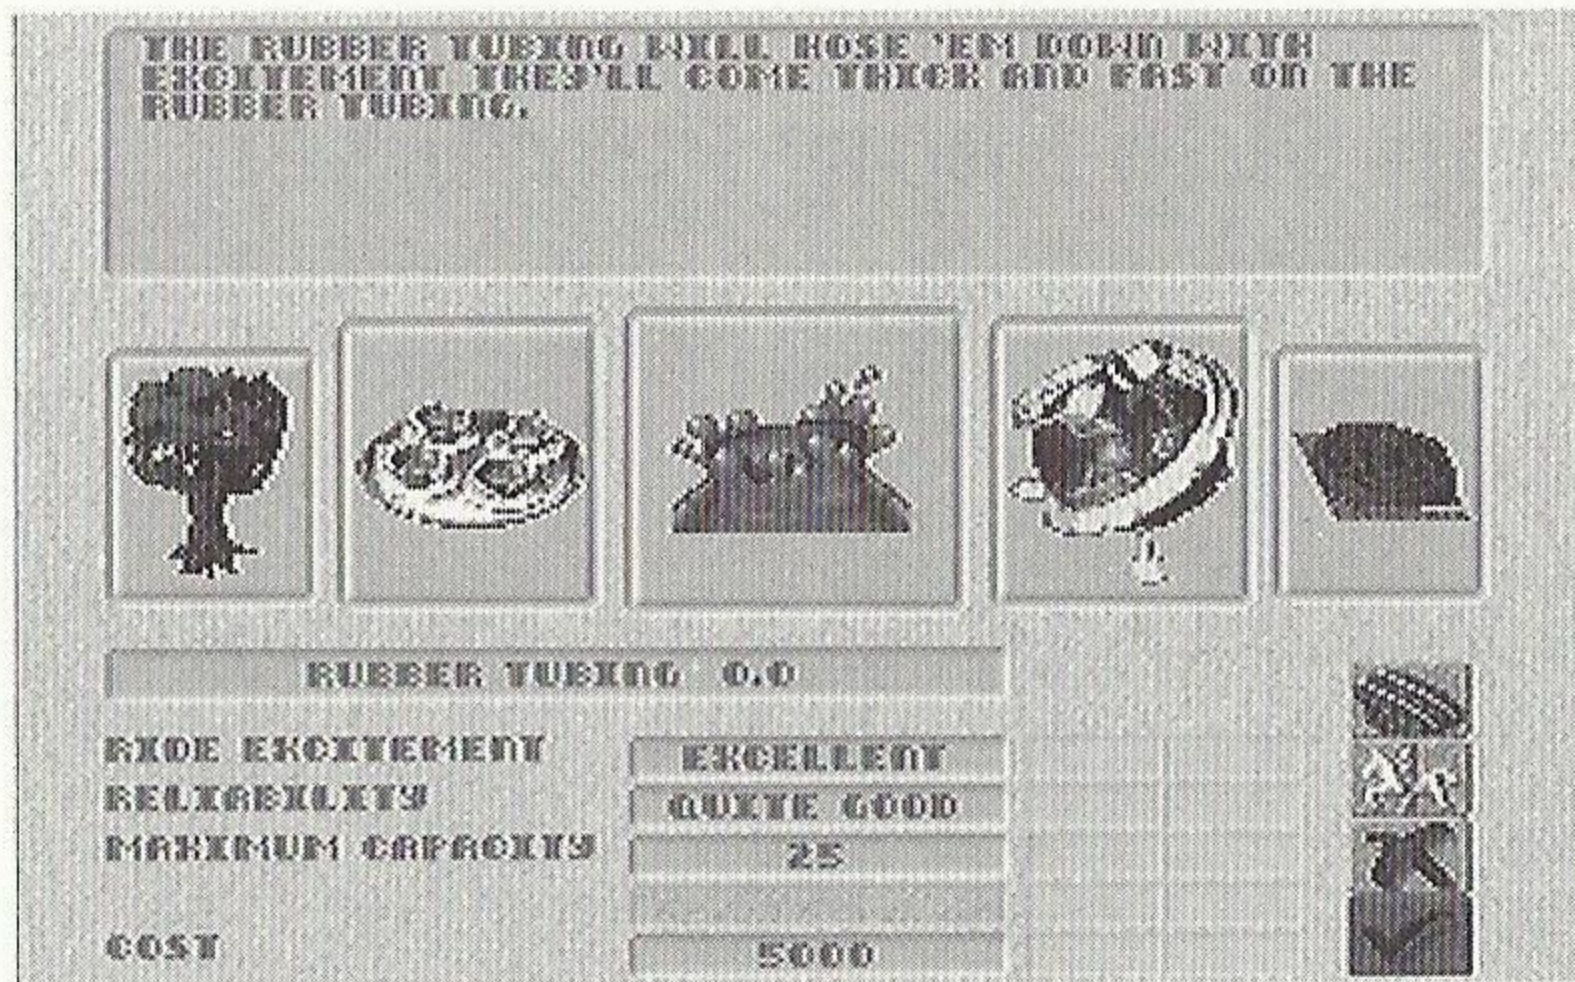 THE RUBBER TUBING WILL HOSE 'EM DOWN WITH
EXCITEMENT THEY'LL COME THICK AND FAST ON THE
RUBBER TUBING.
RUBBER TUBING 0.0
RIDE EXCITEMENT EXCELLENT
RELIABILITY QUITE GOOD
MAXIMUM CAPACITY 25
COST 5000